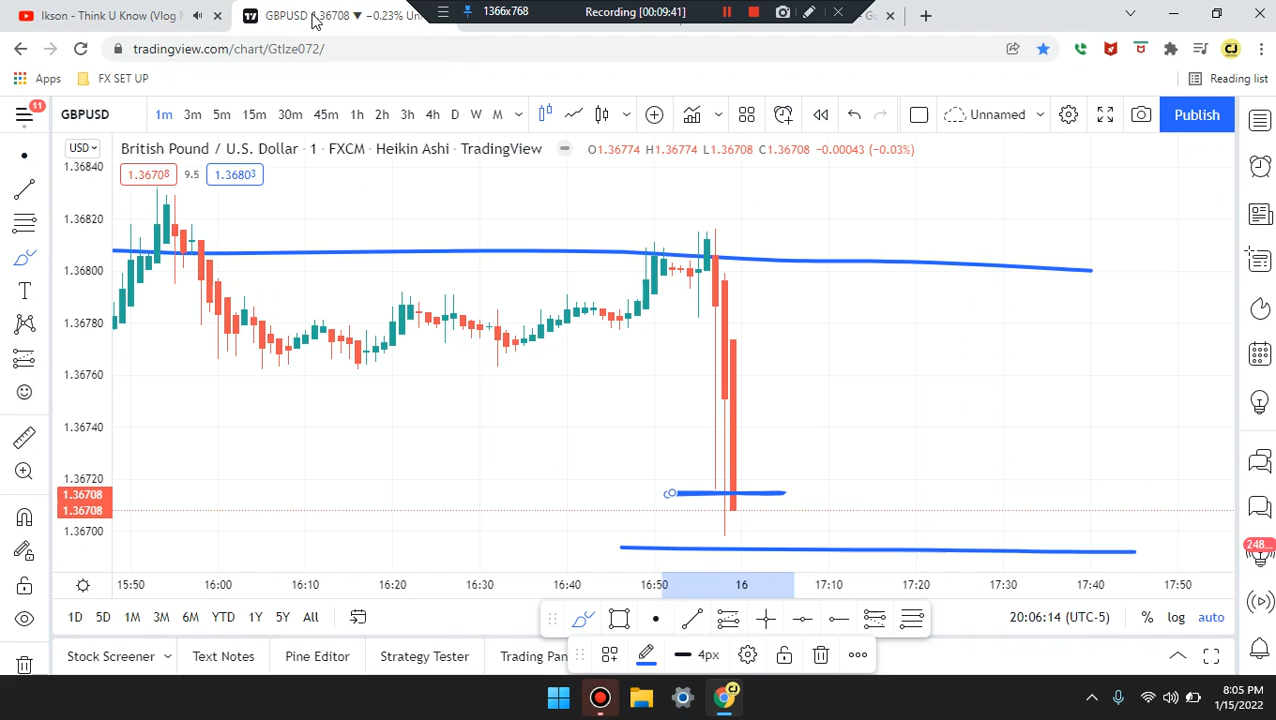 Ikson - Think U Know (Vlog
GBPUSD 1.36708 ▼ −0.23% Un
1366x768
Recording [00:09:41]
tradingview.com/chart/GtIze072/
Apps
FX SET UP
Reading list
11
GBPUSD
1m 3m 5m 15m 30m 45m 1h 2h 3h 4h D W M
Unnamed
Publish
USD
British Pound / U.S. Dollar · 1 · FXCM · Heikin Ashi · TradingView
O1.36774 H1.36774 L1.36708 C1.36708 −0.00043 (−0.03%)
1.36840
1.36708 9.5 1.36803
1.36820
1.36800
1.36780
1.36760
1.36740
1.36720
1.36708
1.36708
1.36700
248...
15:50 16:00 16:10 16:20 16:30 16:40 16:50 16 17:10 17:20 17:30 17:40 17:50
1D 5D 1M 3M 6M YTD 1Y 5Y All
20:06:14 (UTC-5)
% log auto
4px
Stock Screener
Text Notes
Pine Editor
Strategy Tester
Trading Pan
CJ
8:05 PM
1/15/2022